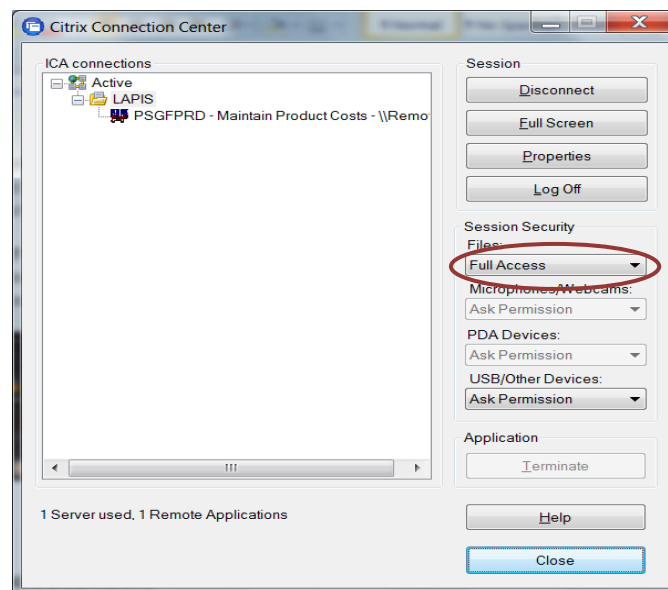 Citrix Connection Center
ICA connections
Active
LAPIS
PSGFPRD - Maintain Product Costs - \\Remo
Session
Disconnect
Full Screen
Properties
Log Off
Session Security
Files:
Full Access
Microphones/Webcams:
Ask Permission
PDA Devices:
Ask Permission
USB/Other Devices:
Ask Permission
Application
Terminate
1 Server used, 1 Remote Applications
Help
Close